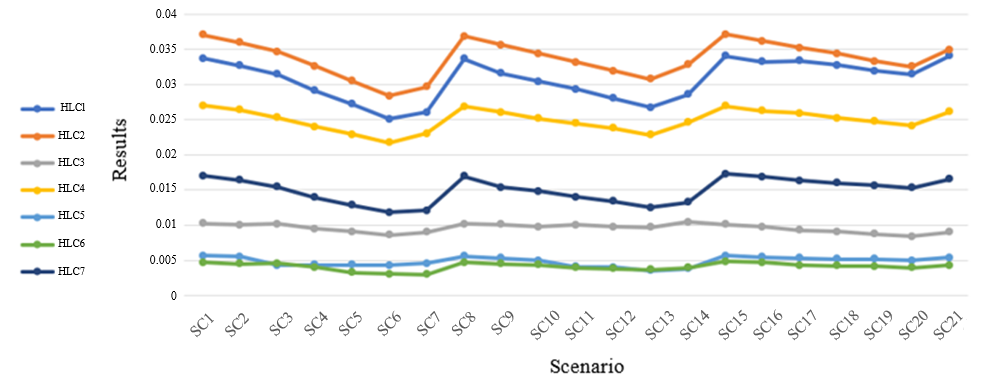 0.04
0.035
0.03
0.025
0.02
0.015
0.01
0.005
0
Results
HLC1
HLC2
HLC3
HLC4
HLC5
HLC6
HLC7
SC1 SC2 SC3 SC4 SC5 SC6 SC7 SC8 SC9 SC10 SC11 SC12 SC13 SC14 SC15 SC16 SC17 SC18 SC19 SC20 SC21
Scenario